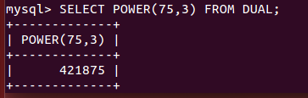 mysql> SELECT POWER(75,3) FROM DUAL;
+-------------+
| POWER(75,3) |
+-------------+
|      421875 |
+-------------+